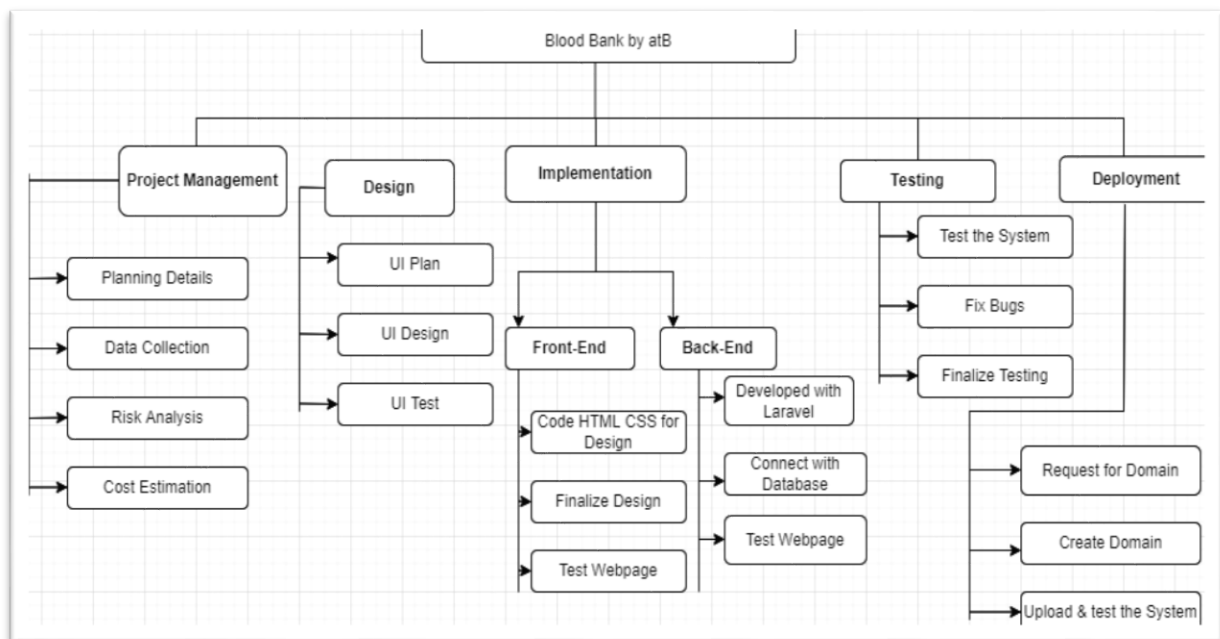 Blood Bank by atB
Project Management
Planning Details
Data Collection
Risk Analysis
Cost Estimation
Design
UI Plan
UI Design
UI Test
Implementation
Front-End
Code HTML CSS for
Design
Finalize Design
Test Webpage
Back-End
Developed with
Laravel
Connect with
Database
Test Webpage
Testing
Test the System
Fix Bugs
Finalize Testing
Deployment
Request for Domain
Create Domain
Upload & test the System